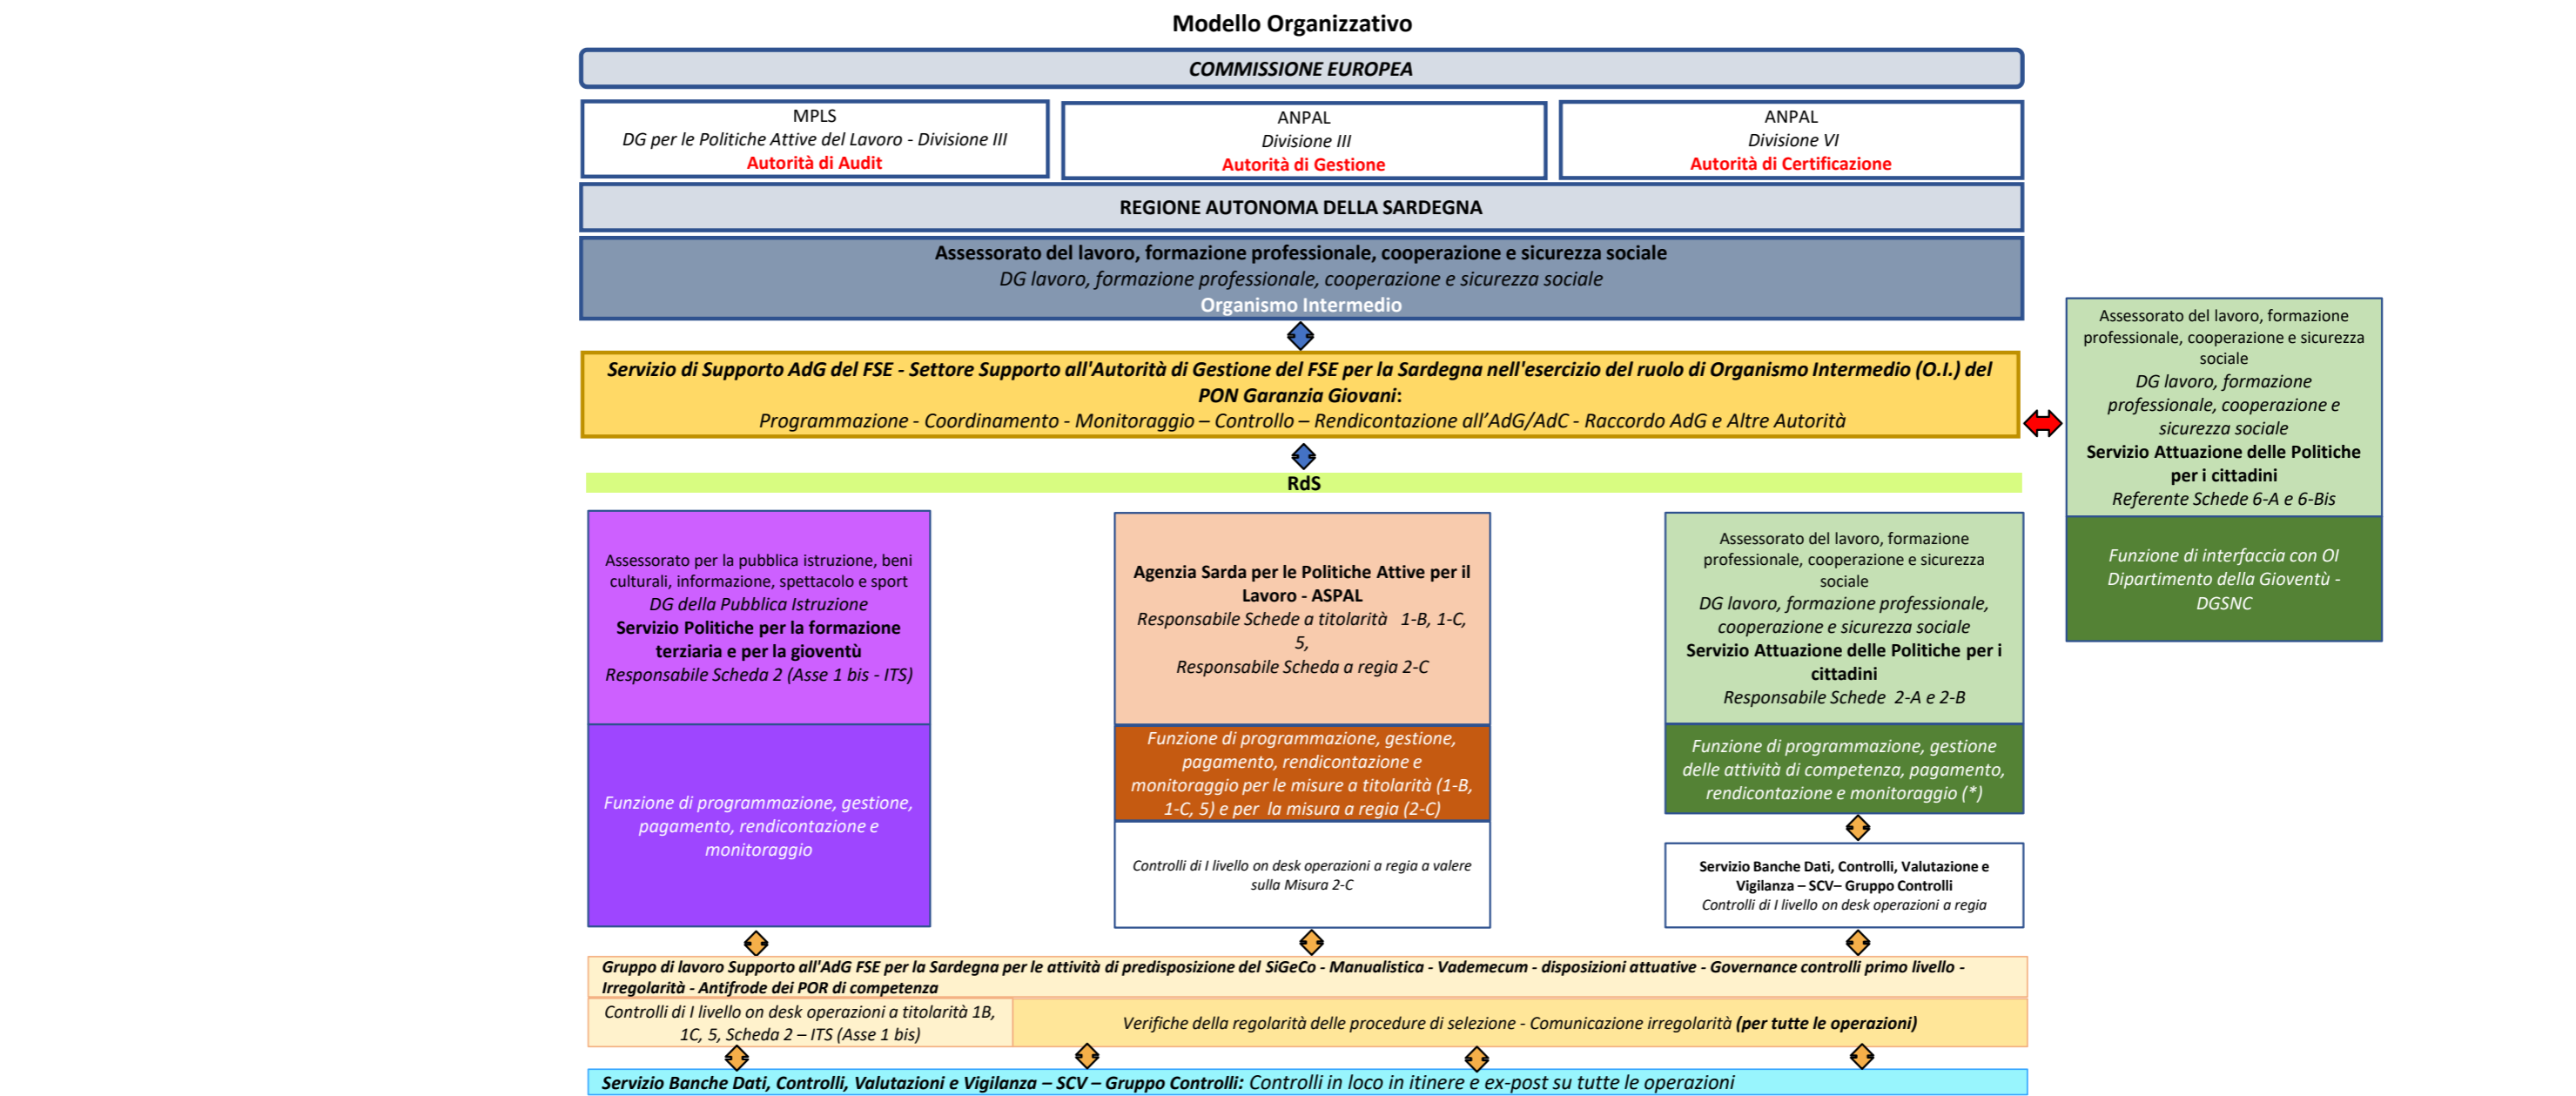 Modello Organizzativo
COMMISSIONE EUROPEA
MPLS
DG per le Politiche Attive del Lavoro - Divisione III
Autorità di Audit
ANPAL
Divisione III
Autorità di Gestione
ANPAL
Divisione VI
Autorità di Certificazione
REGIONE AUTONOMA DELLA SARDEGNA
Assessorato del lavoro, formazione professionale, cooperazione e sicurezza sociale
DG lavoro, formazione professionale, cooperazione e sicurezza sociale
Organismo Intermedio
Servizio di Supporto AdG del FSE - Settore Supporto all'Autorità di Gestione del FSE per la Sardegna nell'esercizio del ruolo di Organismo Intermedio (O.I.) del
PON Garanzia Giovani:
Programmazione - Coordinamento - Monitoraggio – Controllo – Rendicontazione all’AdG/AdC - Raccordo AdG e Altre Autorità
Assessorato del lavoro, formazione
professionale, cooperazione e sicurezza
sociale
DG lavoro, formazione
professionale, cooperazione e
sicurezza sociale
Servizio Attuazione delle Politiche
per i cittadini
Referente Schede 6-A e 6-Bis
Funzione di interfaccia con OI
Dipartimento della Gioventù -
DGSNC
RdS
Assessorato per la pubblica istruzione, beni
culturali, informazione, spettacolo e sport
DG della Pubblica Istruzione
Servizio Politiche per la formazione
terziaria e per la gioventù
Responsabile Scheda 2 (Asse 1 bis - ITS)
Funzione di programmazione, gestione,
pagamento, rendicontazione e
monitoraggio
Agenzia Sarda per le Politiche Attive per il
Lavoro - ASPAL
Responsabile Schede a titolarità 1-B, 1-C,
5,
Responsabile Scheda a regia 2-C
Funzione di programmazione, gestione,
pagamento, rendicontazione e
monitoraggio per le misure a titolarità (1-B,
1-C, 5) e per la misura a regia (2-C)
Controlli di I livello on desk operazioni a regia a valere
sulla Misura 2-C
Assessorato del lavoro, formazione
professionale, cooperazione e sicurezza
sociale
DG lavoro, formazione professionale,
cooperazione e sicurezza sociale
Servizio Attuazione delle Politiche per i
cittadini
Responsabile Schede 2-A e 2-B
Funzione di programmazione, gestione
delle attività di competenza, pagamento,
rendicontazione e monitoraggio (*)
Servizio Banche Dati, Controlli, Valutazione e
Vigilanza – SCV– Gruppo Controlli
Controlli di I livello on desk operazioni a regia
Gruppo di lavoro Supporto all'AdG FSE per la Sardegna per le attività di predisposizione del SiGeCo - Manualistica - Vademecum - disposizioni attuative - Governance controlli primo livello -
Irregolarità - Antifrode dei POR di competenza
Controlli di I livello on desk operazioni a titolarità 1B,
1C, 5, Scheda 2 – ITS (Asse 1 bis)
Verifiche della regolarità delle procedure di selezione - Comunicazione irregolarità (per tutte le operazioni)
Servizio Banche Dati, Controlli, Valutazioni e Vigilanza – SCV – Gruppo Controlli: Controlli in loco in itinere e ex-post su tutte le operazioni